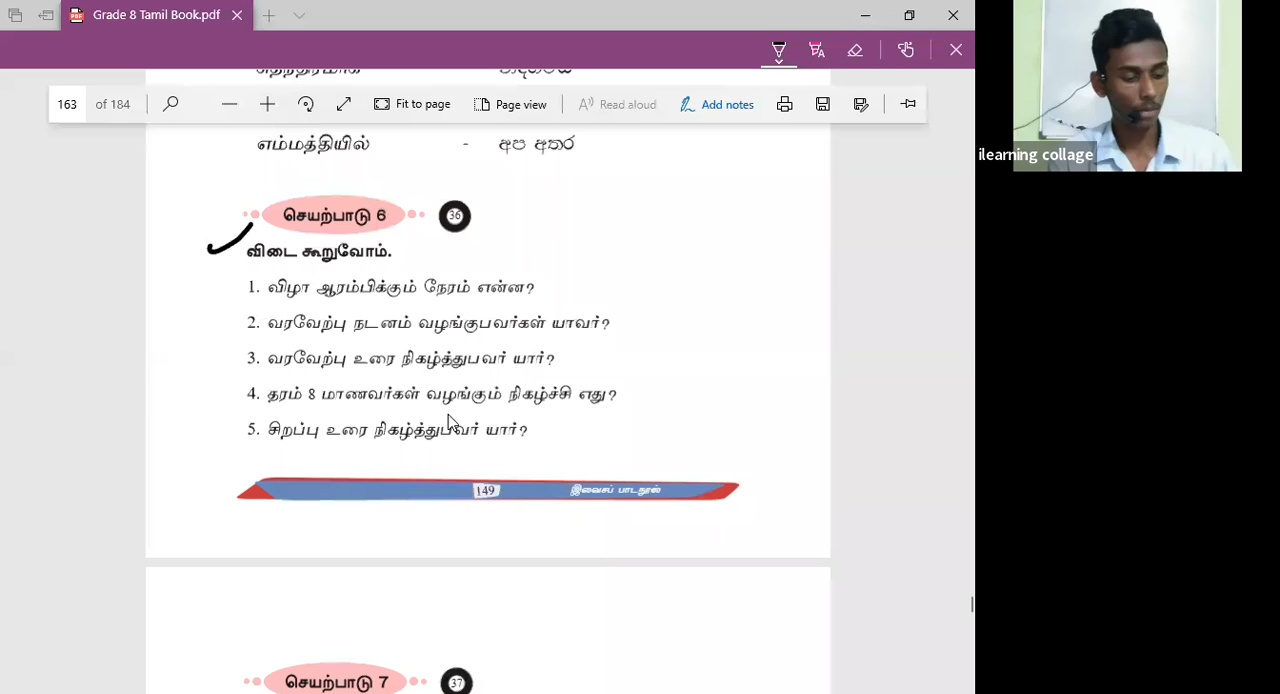 Grade 8 Tamil Book.pdf
163 of 184
Fit to page
Page view
Read aloud
Add notes
எம்மத்தியில் - අප අතර
செயற்பாடு 6
36
விடை கூறுவோம்.
1. விழா ஆரம்பிக்கும் நேரம் என்ன?
2. வரவேற்பு நடனம் வழங்குபவர்கள் யாவர்?
3. வரவேற்பு உரை நிகழ்த்துபவர் யார்?
4. தரம் 8 மாணவர்கள் வழங்கும் நிகழ்ச்சி எது?
5. சிறப்பு உரை நிகழ்த்துபவர் யார்?
149
இலவசப் பாடநூல்
செயற்பாடு 7
37
ilearning collage